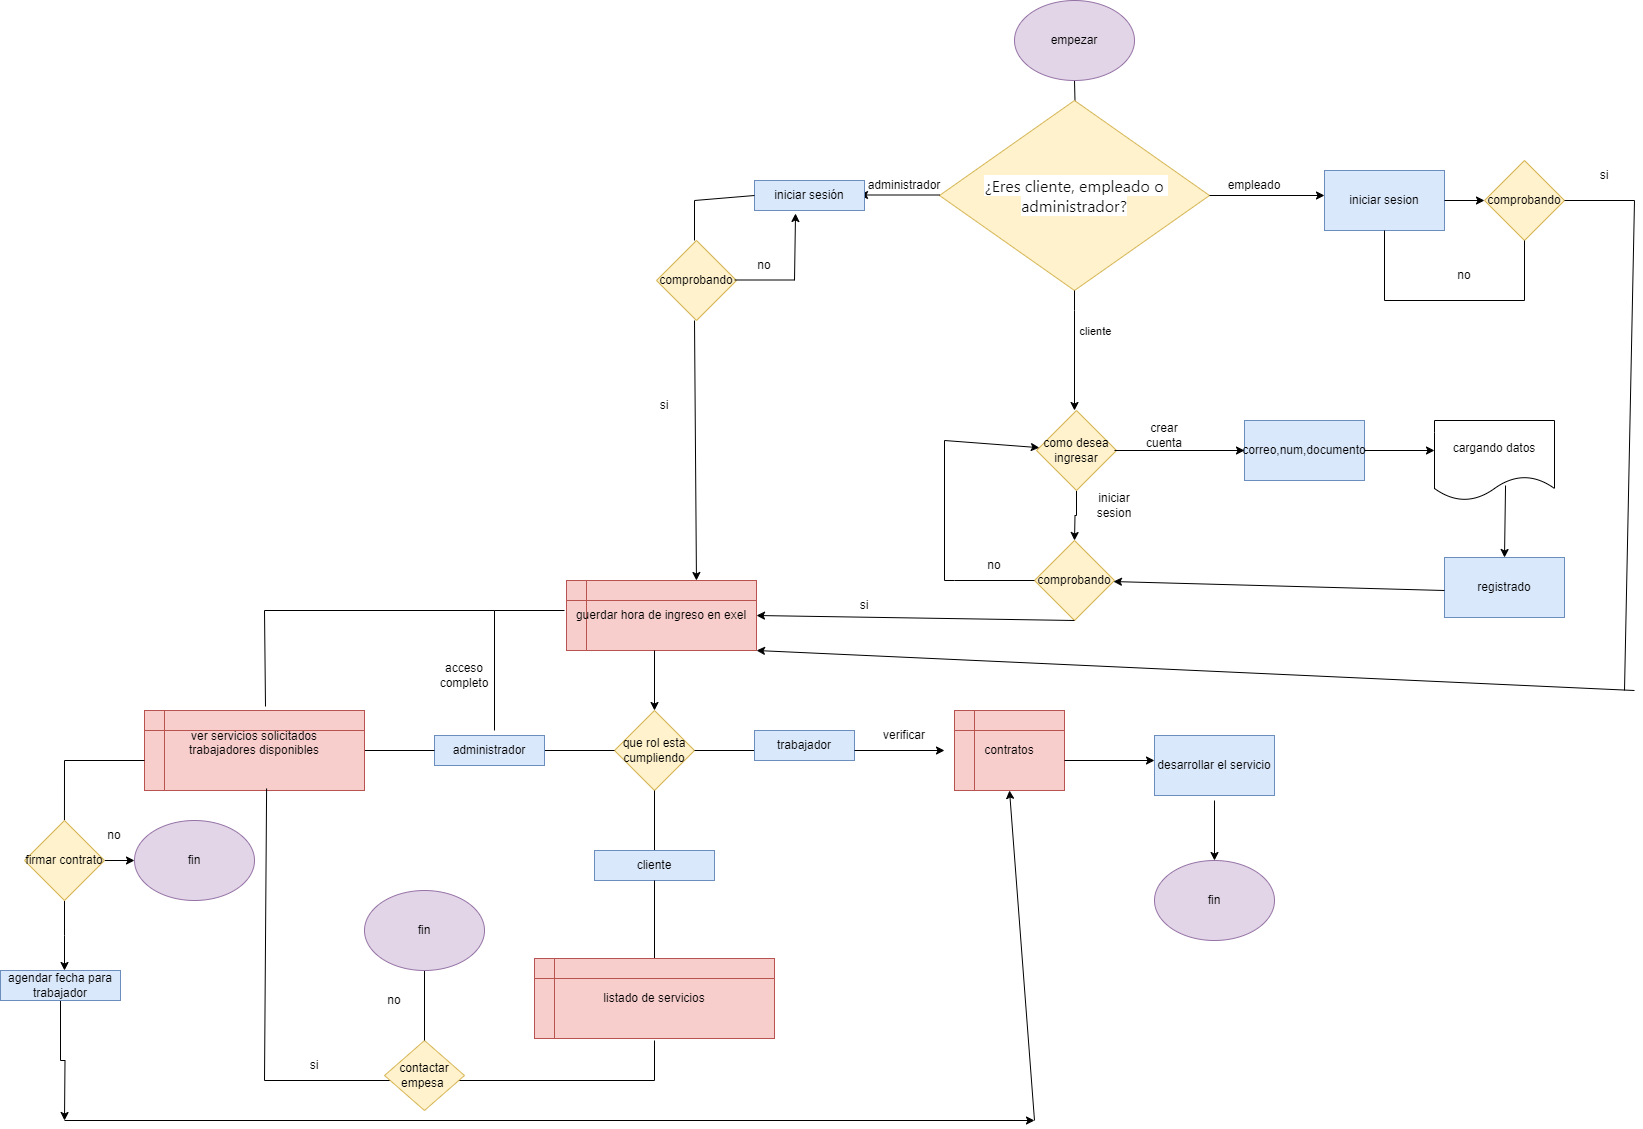 empezar
¿Eres cliente, empleado o
administrador?
administrador
iniciar sesión
empleado
iniciar sesion
comprobando
si
no
comprobando
no
cliente
si
como desea
ingresar
crear
cuenta
correo,num,documento
cargando datos
iniciar
sesion
registrado
comprobando
no
si
guerdar hora de ingreso en exel
acceso
completo
ver servicios solicitados
trabajadores disponibles
administrador
que rol esta
cumpliendo
trabajador
verificar
contratos
desarrollar el servicio
firmar contrato
no
fin
cliente
fin
fin
agendar fecha para
trabajador
no
listado de servicios
si
contactar
empesa